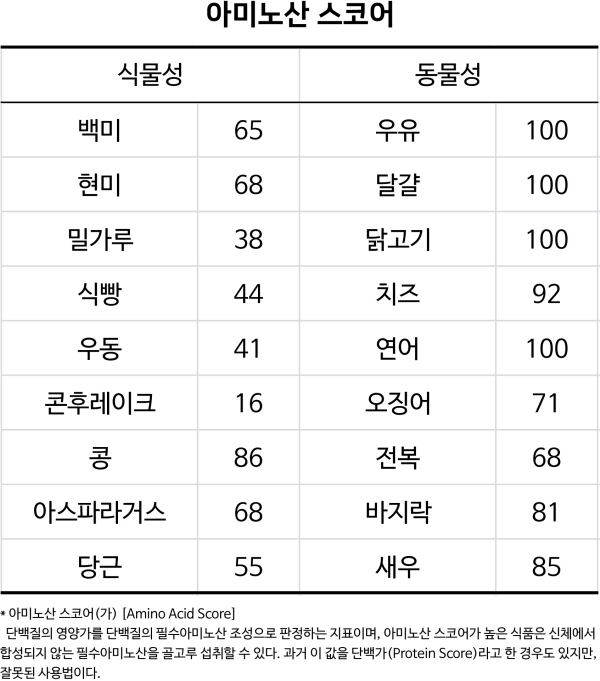 아미노산 스코어
식물성 동물성
백미 65 우유 100
현미 68 달걀 100
밀가루 38 닭고기 100
식빵 44 치즈 92
우동 41 연어 100
콘후레이크 16 오징어 71
콩 86 전복 68
아스파라거스 68 바지락 81
당근 55 새우 85
* 아미노산 스코어(가) [Amino Acid Score]
단백질의 영양가를 단백질의 필수아미노산 조성으로 판정하는 지표이며, 아미노산 스코어가 높은 식품은 신체에서
합성되지 않는 필수아미노산을 골고루 섭취할 수 있다. 과거 이 값을 단백가(Protein Score)라고 한 경우도 있지만,
잘못된 사용법이다.